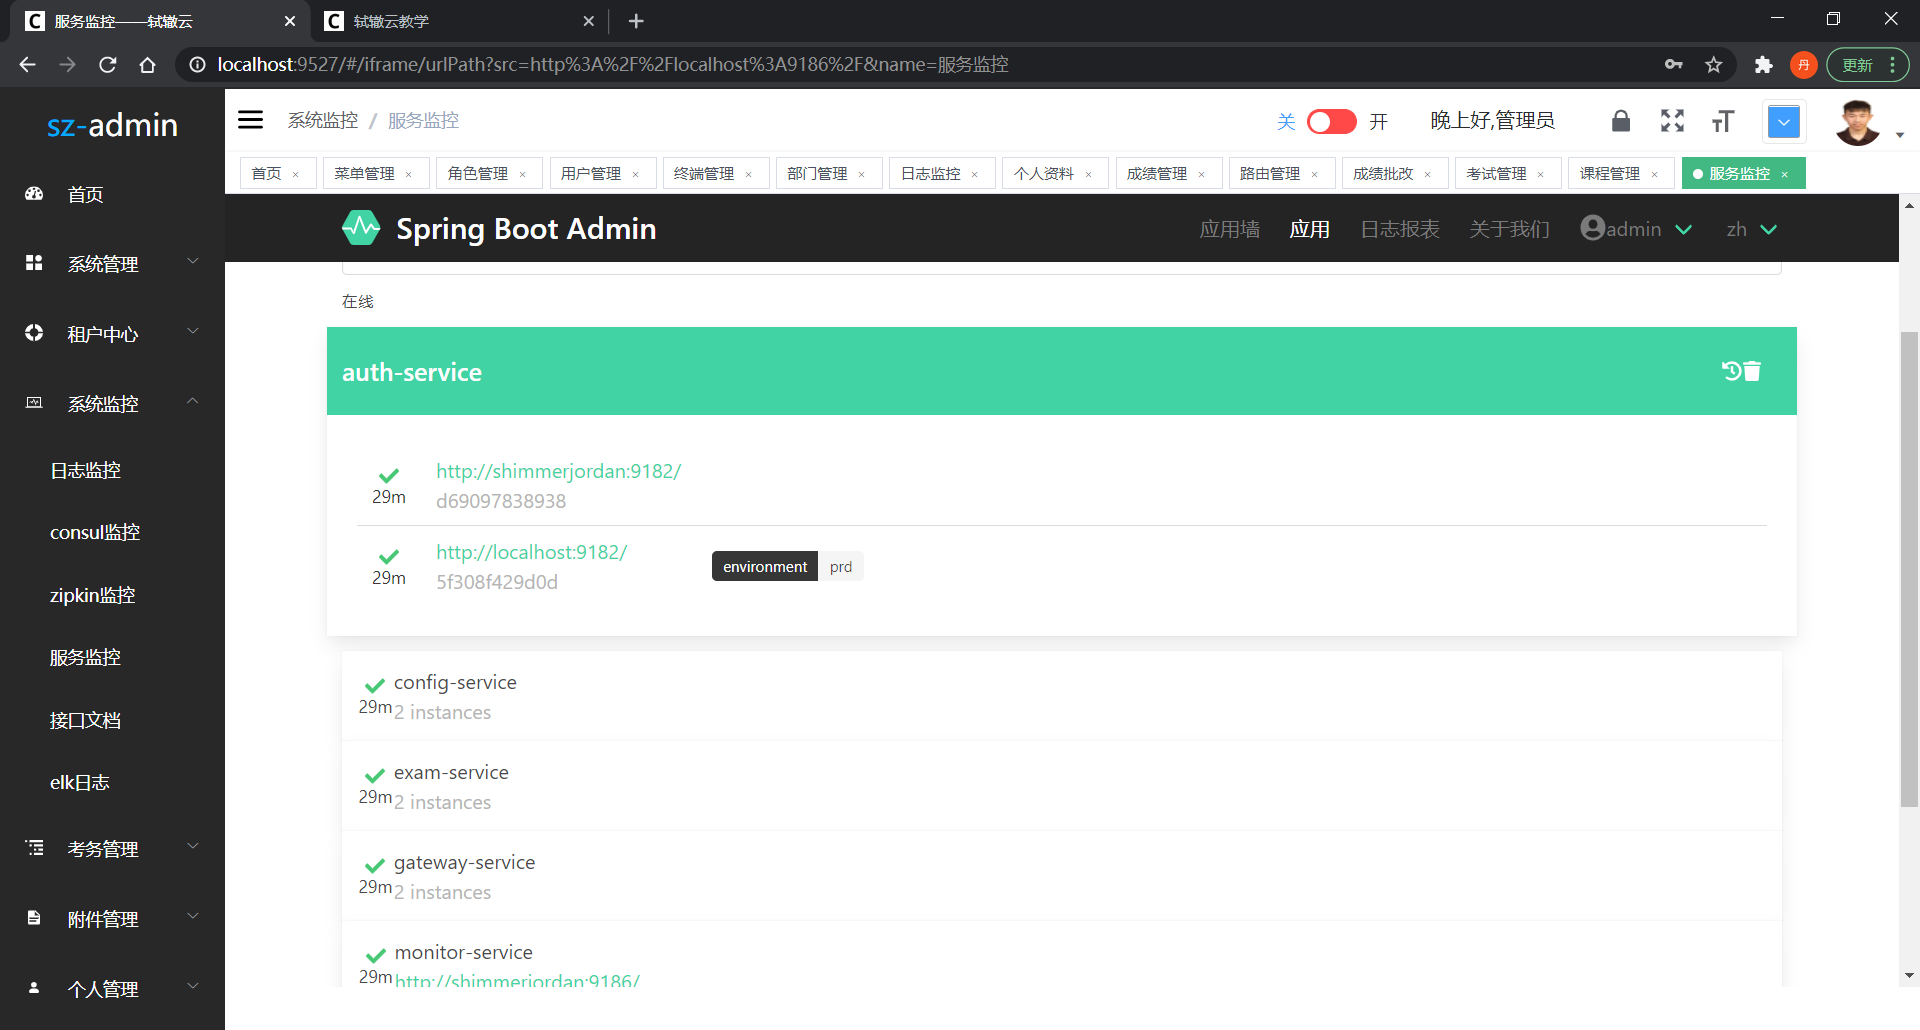 服务监控——轼辙云
轼辙云教学
localhost:9527/#/iframe/urlPath?src=http%3A%2F%2Flocalhost%3A9186%2F&name=服务监控
丹
更新
sz-admin
首页
系统管理
租户中心
系统监控
日志监控
consul监控
zipkin监控
服务监控
接口文档
elk日志
考务管理
附件管理
个人管理
系统监控 / 服务监控
关 开
晚上好,管理员
首页 × 菜单管理 × 角色管理 × 用户管理 × 终端管理 × 部门管理 × 日志监控 × 个人资料 × 成绩管理 × 路由管理 × 成绩批改 × 考试管理 × 课程管理 × 服务监控 ×
Spring Boot Admin
应用墙 应用 日志报表 关于我们 admin zh
在线
auth-service
http://shimmerjordan:9182/
29m
d69097838938
http://localhost:9182/
29m
5f308f429d0d
environment prd
config-service
29m 2 instances
exam-service
29m 2 instances
gateway-service
29m 2 instances
monitor-service
29m http://shimmerjordan:9186/